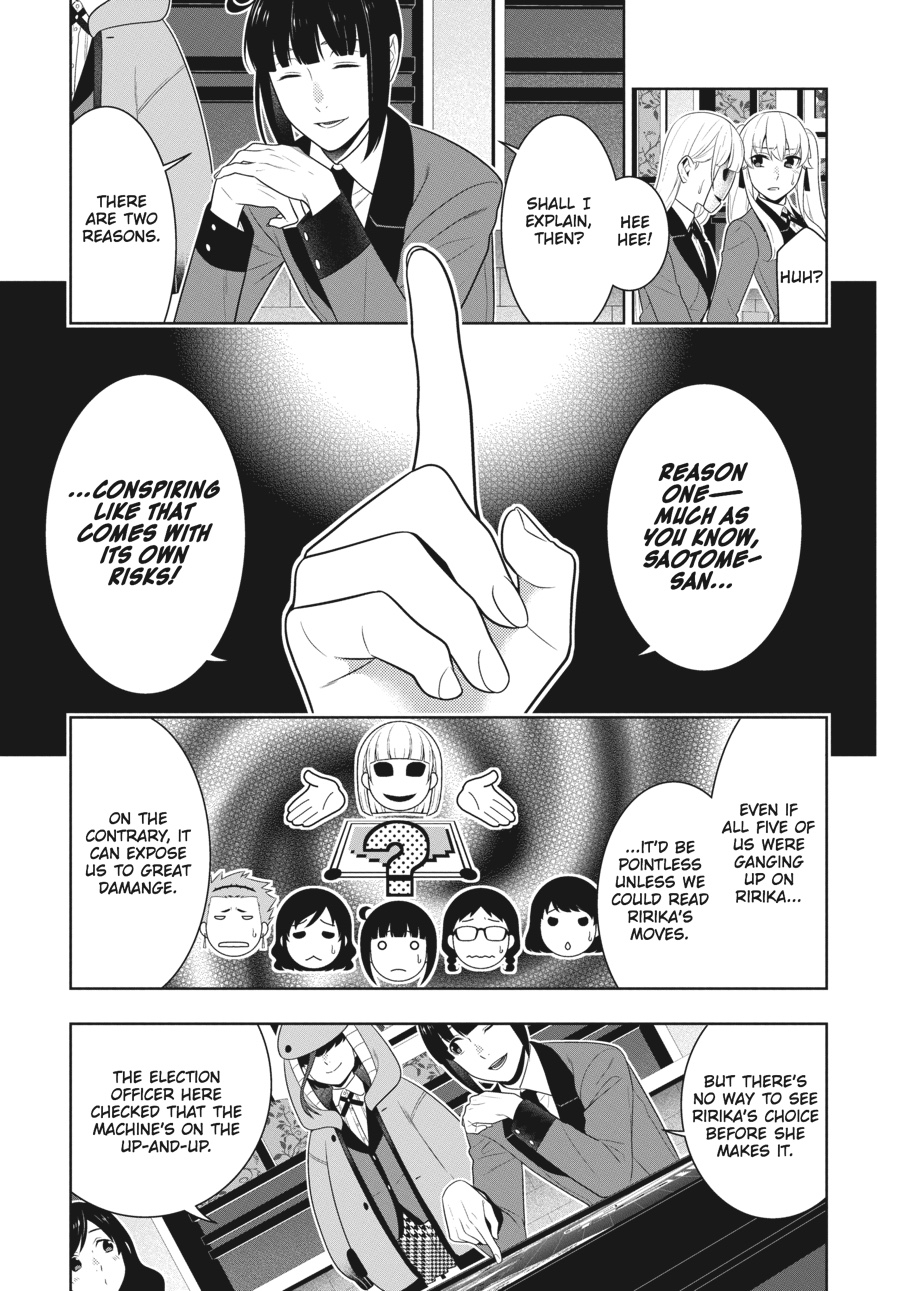 HUH?
HEE
HEE!
SHALL I
EXPLAIN,
THEN?
THERE
ARE TWO
REASONS.
REASON
ONE—
MUCH AS
YOU KNOW,
SAOTOME-
SAN...
...CONSPIRING
LIKE THAT
COMES WITH
ITS OWN
RISKS!
EVEN IF
ALL FIVE OF
US WERE
GANGING
UP ON
RIRIKA...
...IT'D BE
POINTLESS
UNLESS WE
COULD READ
RIRIKA'S
MOVES.
?
ON THE
CONTRARY, IT
CAN EXPOSE
US TO GREAT
DAMANGE.
BUT THERE'S
NO WAY TO SEE
RIRIKA'S CHOICE
BEFORE SHE
MAKES IT.
THE ELECTION
OFFICER HERE
CHECKED THAT THE
MACHINE'S ON THE
UP-AND-UP.